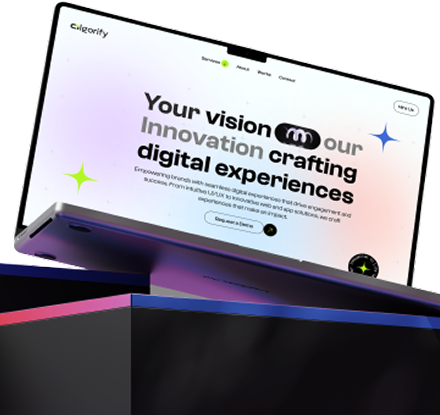 calgorify
Services About Works Contact
Hire Us
Your vision our
Innovation crafting
digital experiences
Empowering brands with seamless digital experiences that drive engagement and
success. From intuitive UI/UX to innovative web and app solutions, we craft
experiences that make an impact.
Request a Demo